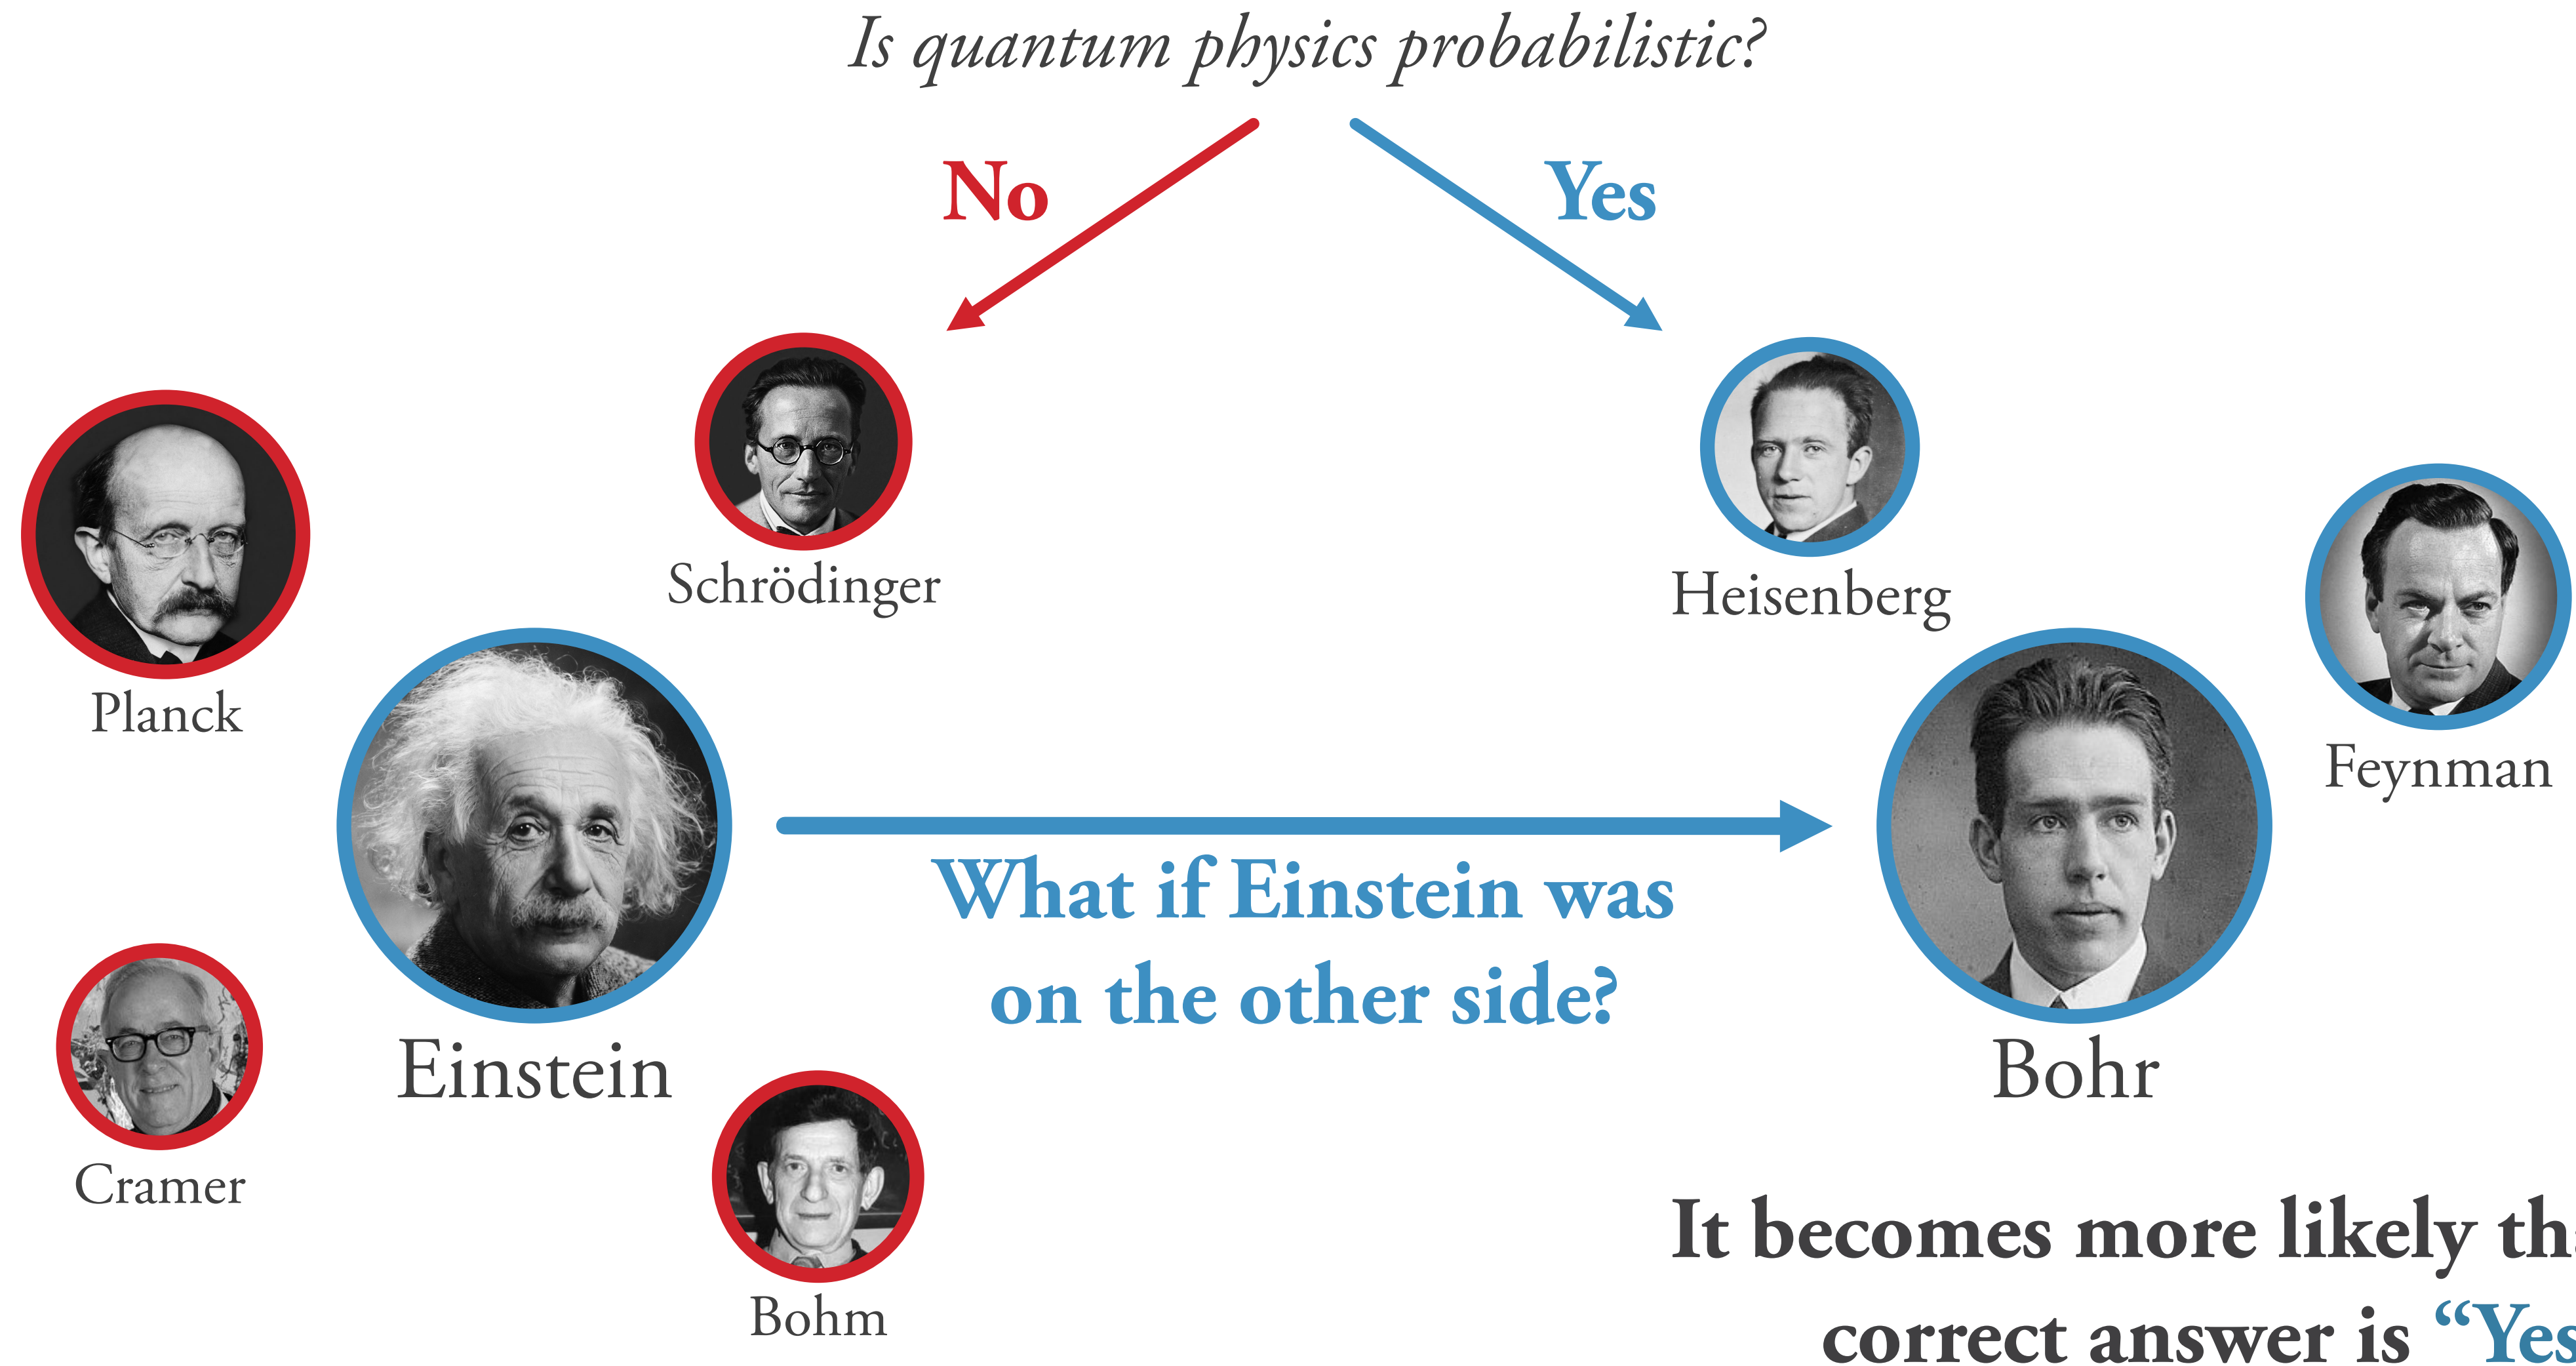 Is quantum physics probabilistic?
No
Yes
Schrödinger
Heisenberg
Planck
Feynman
What if Einstein was
on the other side?
Einstein
Bohr
Cramer
Bohm
It becomes more likely
correct answer is “Yes